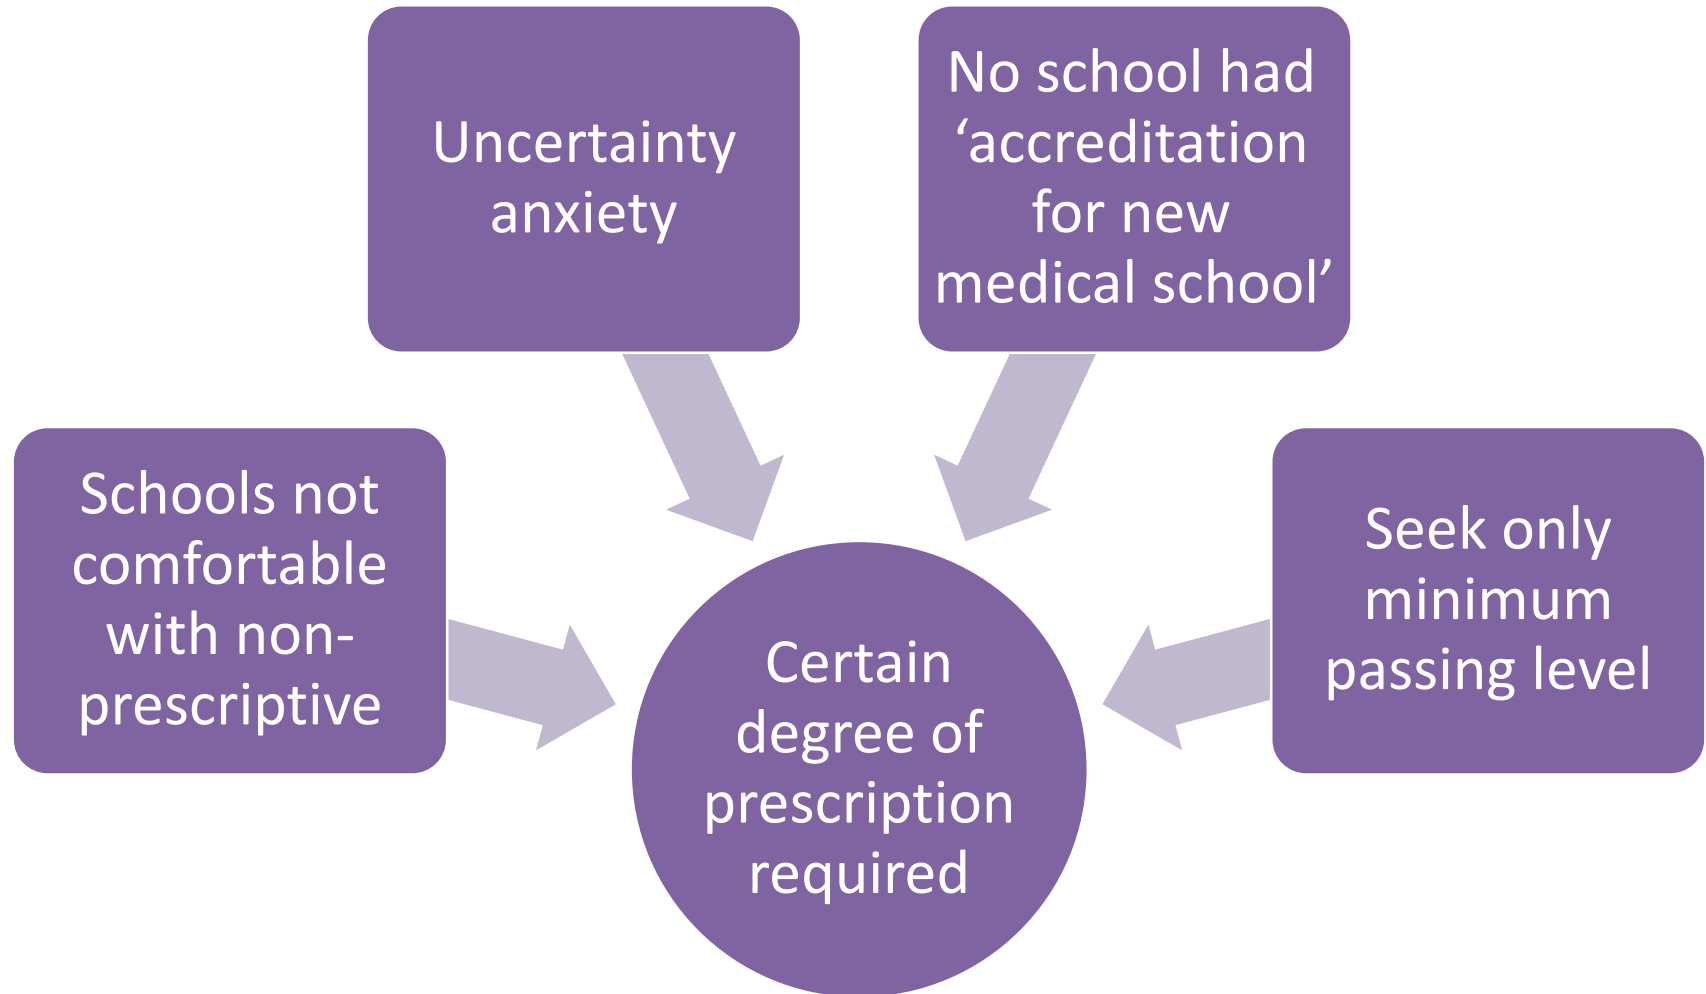 Uncertainty
anxiety
No school had
‘accreditation
for new
medical school’
Schools not
comfortable
with non-
prescriptive
Seek only
minimum
passing level
Certain
degree of
prescription
required